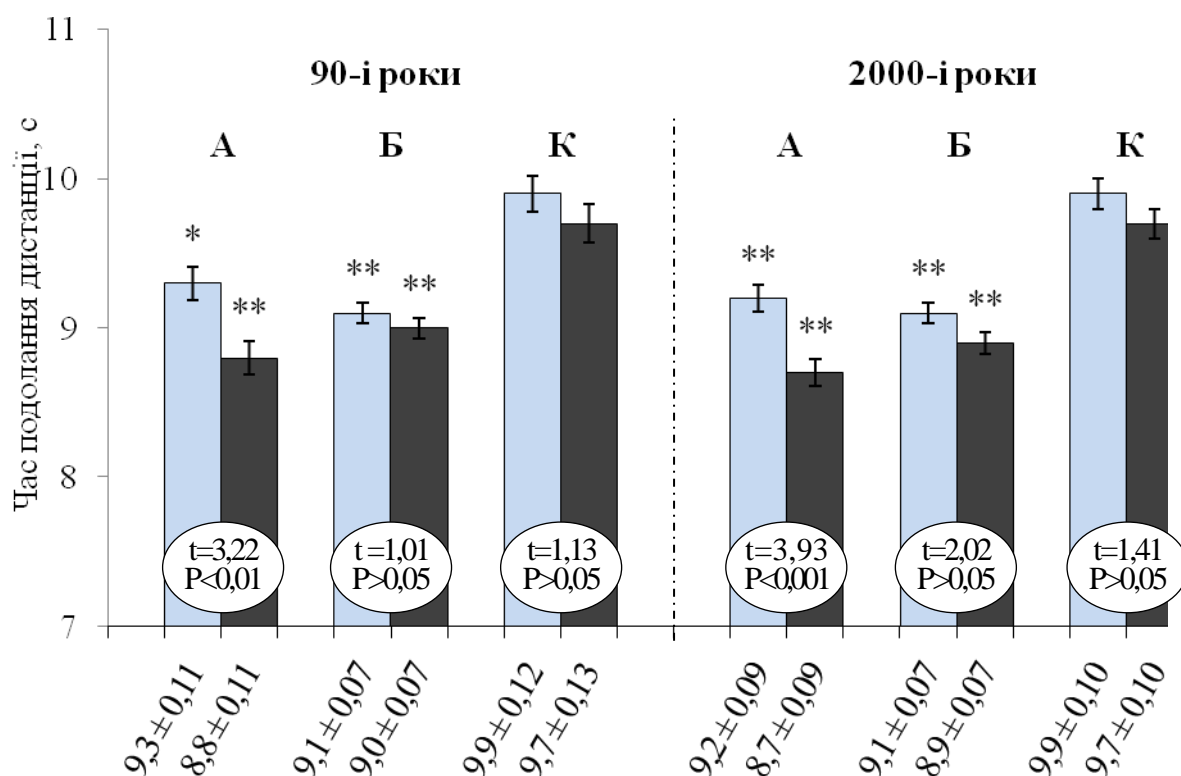 Час подолання дистанції, с
11
10
9
8
7
90-і роки
2000-і роки
А
Б
К
А
Б
К
*
**
**
**
**
**
**
**
t=3,22
P<0,01
t=1,01
P>0,05
t=1,13
P>0,05
t=3,93
P<0,001
t=2,02
P>0,05
t=1,41
P>0,05
9,3±0,11
8,8±0,11
9,1±0,07
9,0±0,07
9,9±0,12
9,7±0,13
9,2±0,09
8,7±0,09
9,1±0,07
8,9±0,07
9,9±0,10
9,7±0,10